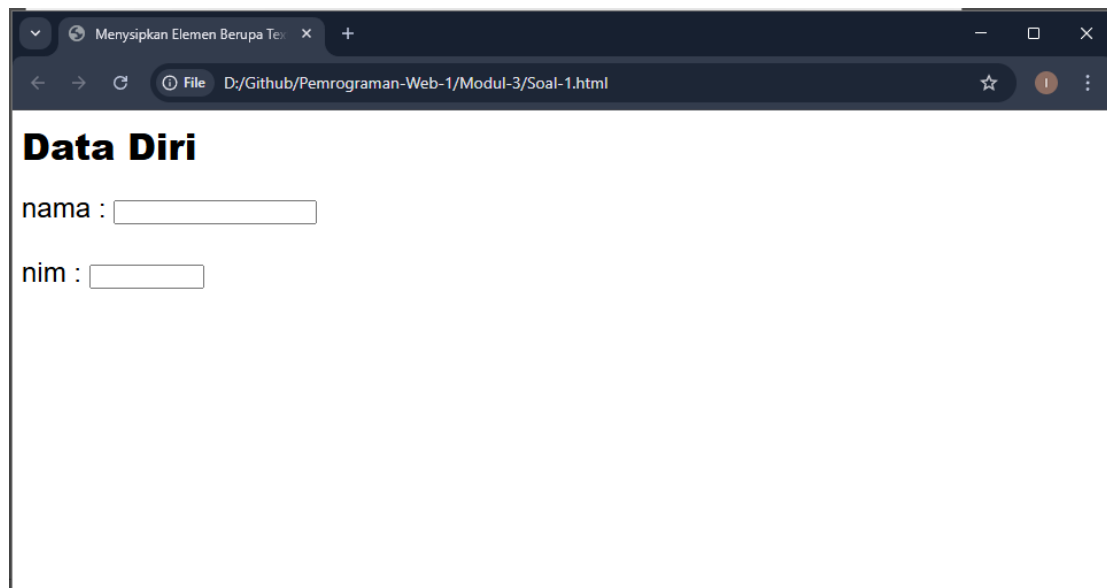 Menysipkan Elemen Berupa Tex
File D:/Github/Pemrograman-Web-1/Modul-3/Soal-1.html
I
Data Diri
nama :
nim :